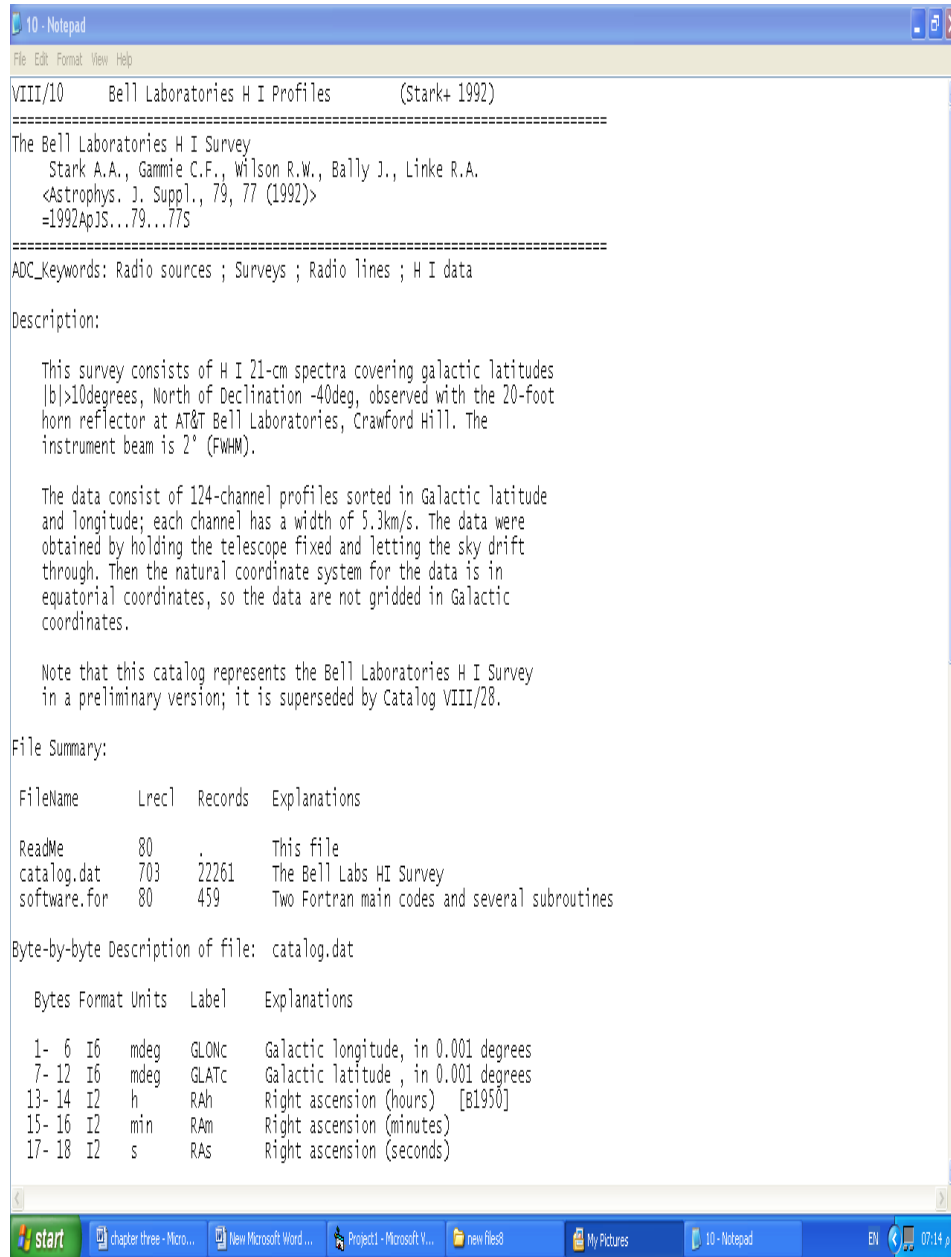 10 - Notepad
File Edit Format View Help
VIII/10 Bell Laboratories H I Profiles (Stark+ 1992)
================================================================================
The Bell Laboratories H I Survey
Stark A.A., Gammie C.F., Wilson R.W., Bally J., Linke R.A.
<Astrophys. J. Suppl., 79, 77 (1992)>
=1992ApJS...79...77S
================================================================================
ADC_Keywords: Radio sources ; Surveys ; Radio lines ; H I data
Description:
This survey consists of H I 21-cm spectra covering galactic latitudes
|b|>10degrees, North of Declination -40deg, observed with the 20-foot
horn reflector at AT&T Bell Laboratories, Crawford Hill. The
instrument beam is 2° (FWHM).
The data consist of 124-channel profiles sorted in Galactic latitude
and longitude; each channel has a width of 5.3km/s. The data were
obtained by holding the telescope fixed and letting the sky drift
through. Then the natural coordinate system for the data is in
equatorial coordinates, so the data are not gridded in Galactic
coordinates.
Note that this catalog represents the Bell Laboratories H I Survey
in a preliminary version; it is superseded by Catalog VIII/28.
File Summary:
FileName Lrecl Records Explanations
ReadMe 80 . This file
catalog.dat 703 22261 The Bell Labs HI Survey
software.for 80 459 Two Fortran main codes and several subroutines
Byte-by-byte Description of file: catalog.dat
Bytes Format Units Label Explanations
1- 6 I6 mdeg GLONc Galactic longitude, in 0.001 degrees
7- 12 I6 mdeg GLATc Galactic latitude , in 0.001 degrees
13- 14 I2 h RAh Right ascension (hours) [B1950]
15- 16 I2 min RAm Right ascension (minutes)
17- 18 I2 s RAs Right ascension (seconds)
start chapter three - Micro... New Microsoft Word ... Project1 - Microsoft V... new files8 My Pictures 10 - Notepad EN 07:14 م